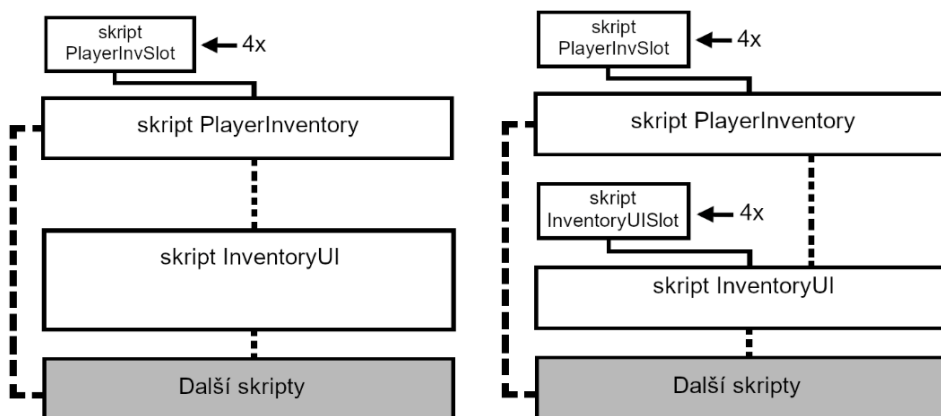 skript
PlayerInvSlot
4x
skript PlayerInventory
skript InventoryUI
Další skripty
skript
PlayerInvSlot
4x
skript PlayerInventory
skript
InventoryUISlot
4x
skript InventoryUI
Další skripty